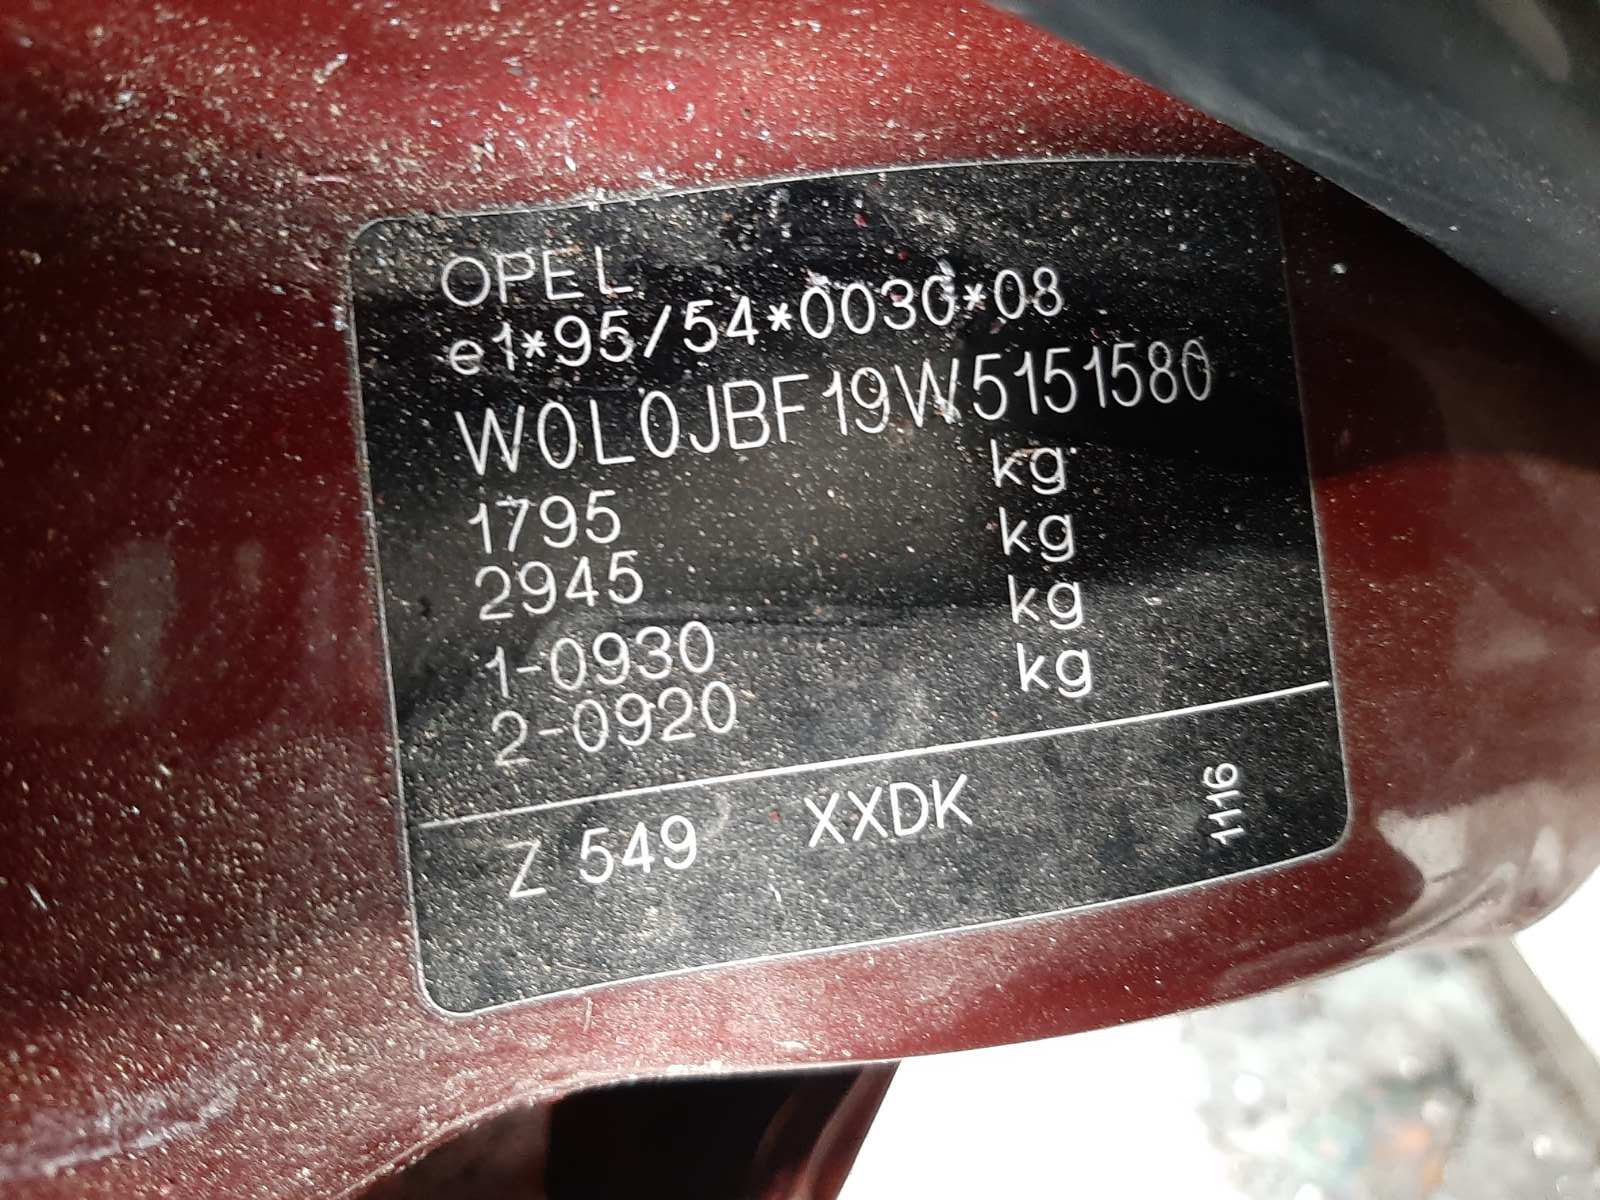 OPEL
e1*95/54*0030*08
W0L0JBF19W5151580
1795 kg
2945 kg
1-0930 kg
2-0920 kg
Z 549 XXDK
1116